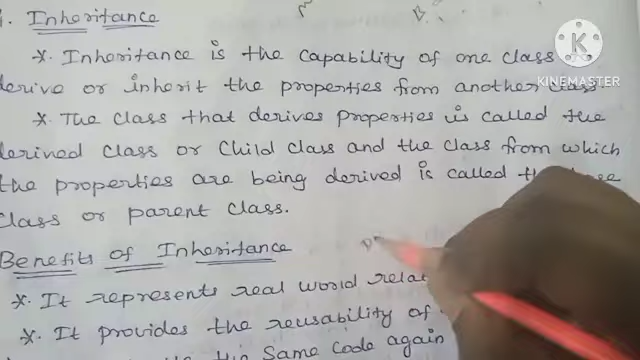 1. Inheritance
*. Inheritance is the capability of one class
derive or inherit the properties from another class
*. The class that derives properties is called the
derived class or child class and the class from which
the properties are being derived is called
class or parent class.
Benefits of Inheritance
*. It represents real world
*. It provides the reusability of
the same code again
KINEMASTER